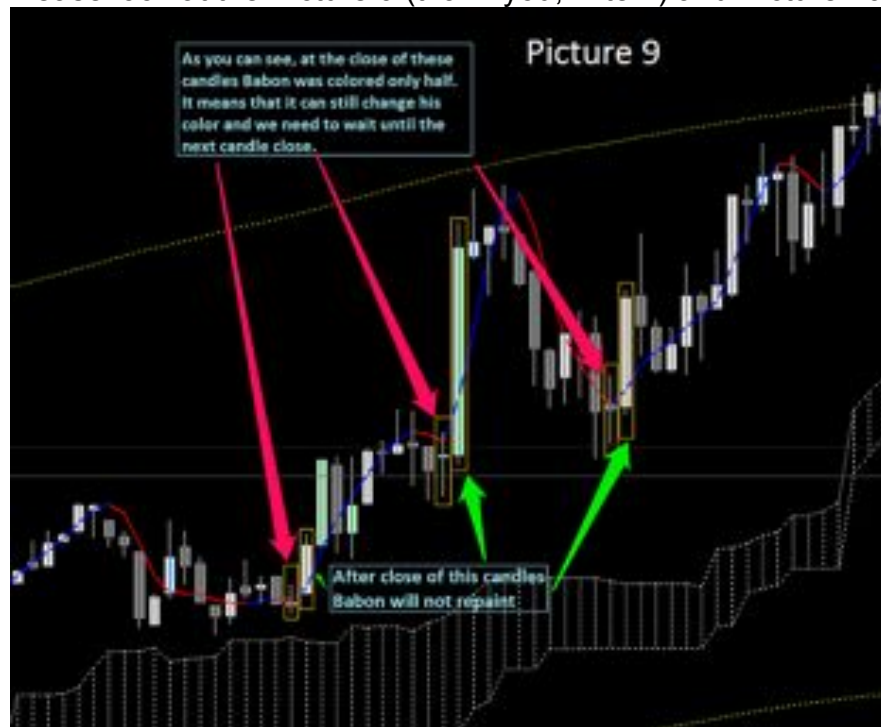 Picture 9
As you can see, at the close of these
candles Babon was colored only half.
It means that it can still change his
color and we need to wait until the
next candle close.
After close of this candles
Babon will not repaint